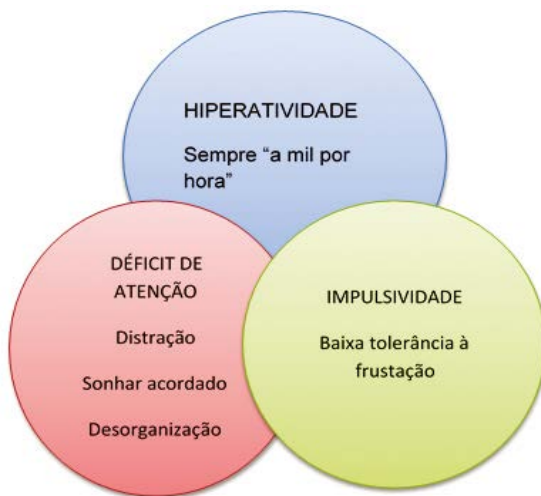 HIPERATIVIDADE
Sempre “a mil por
hora”
DÉFICIT DE
ATENÇÃO
Distração
Sonhar acordado
Desorganização
IMPULSIVIDADE
Baixa tolerância à
frustação